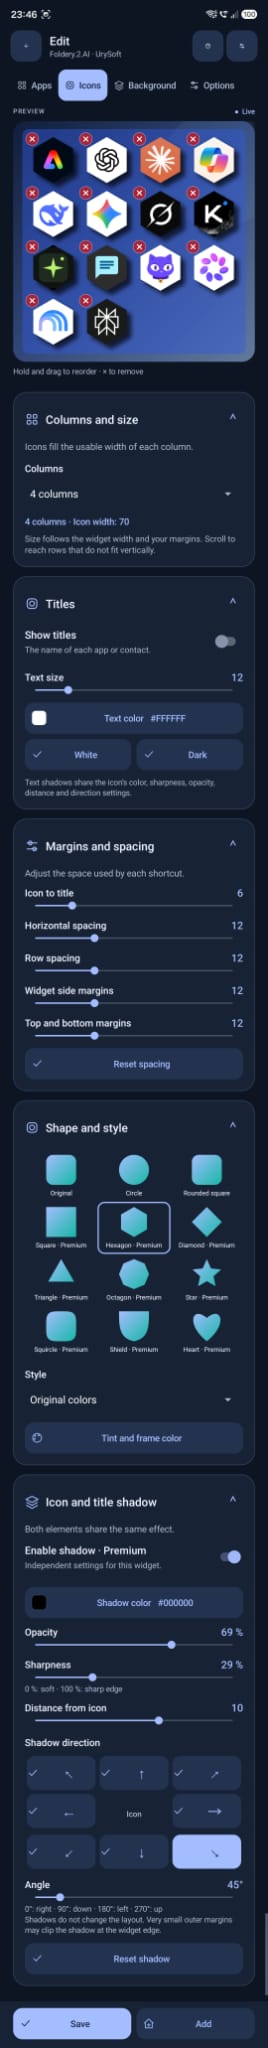 23:46
100
Edit
Foldery.2.AI · UrySoft
Apps
Icons
Background
Options
PREVIEW
• Live
Hold and drag to reorder · × to remove
Columns and size
Icons fill the usable width of each column.
Columns
4 columns
4 columns · Icon width: 70
Size follows the widget width and your margins. Scroll to
reach rows that do not fit vertically.
Titles
Show titles
The name of each app or contact.
Text size 12
Text color #FFFFFF
White
Dark
Text shadows share the icon's color, sharpness, opacity,
distance and direction settings.
Margins and spacing
Adjust the space used by each shortcut.
Icon to title 6
Horizontal spacing 12
Row spacing 12
Widget side margins 12
Top and bottom margins 12
Reset spacing
Shape and style
Original
Circle
Rounded square
Square · Premium
Hexagon · Premium
Diamond · Premium
Triangle · Premium
Octagon · Premium
Star · Premium
Squircle · Premium
Shield · Premium
Heart · Premium
Style
Original colors
Tint and frame color
Icon and title shadow
Both elements share the same effect.
Enable shadow · Premium
Independent settings for this widget.
Shadow color #000000
Opacity 69 %
Sharpness 29 %
0 %: soft · 100 %: sharp edge
Distance from icon 10
Shadow direction
↖ ↑ ↗
← Icon →
↙ ↓ ↘
Angle 45°
0°: right · 90°: down · 180°: left · 270°: up
Shadows do not change the layout. Very small outer margins
may clip the shadow at the widget edge.
Reset shadow
Save
Add